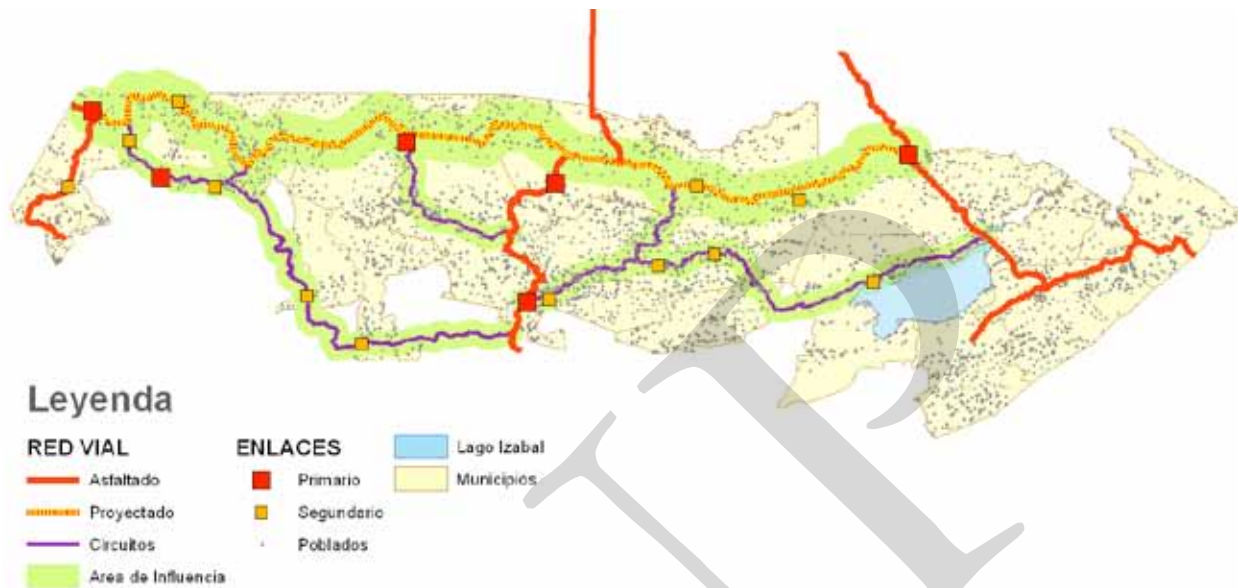 Leyenda
RED VIAL
Asfaltado
Proyectado
Circuitos
Area de Influencia
ENLACES
Primario
Segundario
Poblados
Lago Izabal
Municipios